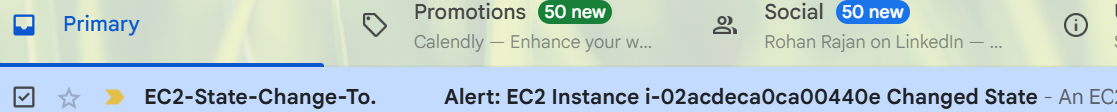 Primary
Promotions 50 new
Calendly — Enhance your w...
Social 50 new
Rohan Rajan on LinkedIn — ...
EC2-State-Change-To. Alert: EC2 Instance i-02acdeca0ca00440e Changed State - An EC